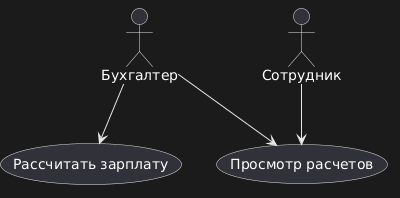 Бухгалтер
Сотрудник
Рассчитать зарплату
Просмотр расчетов